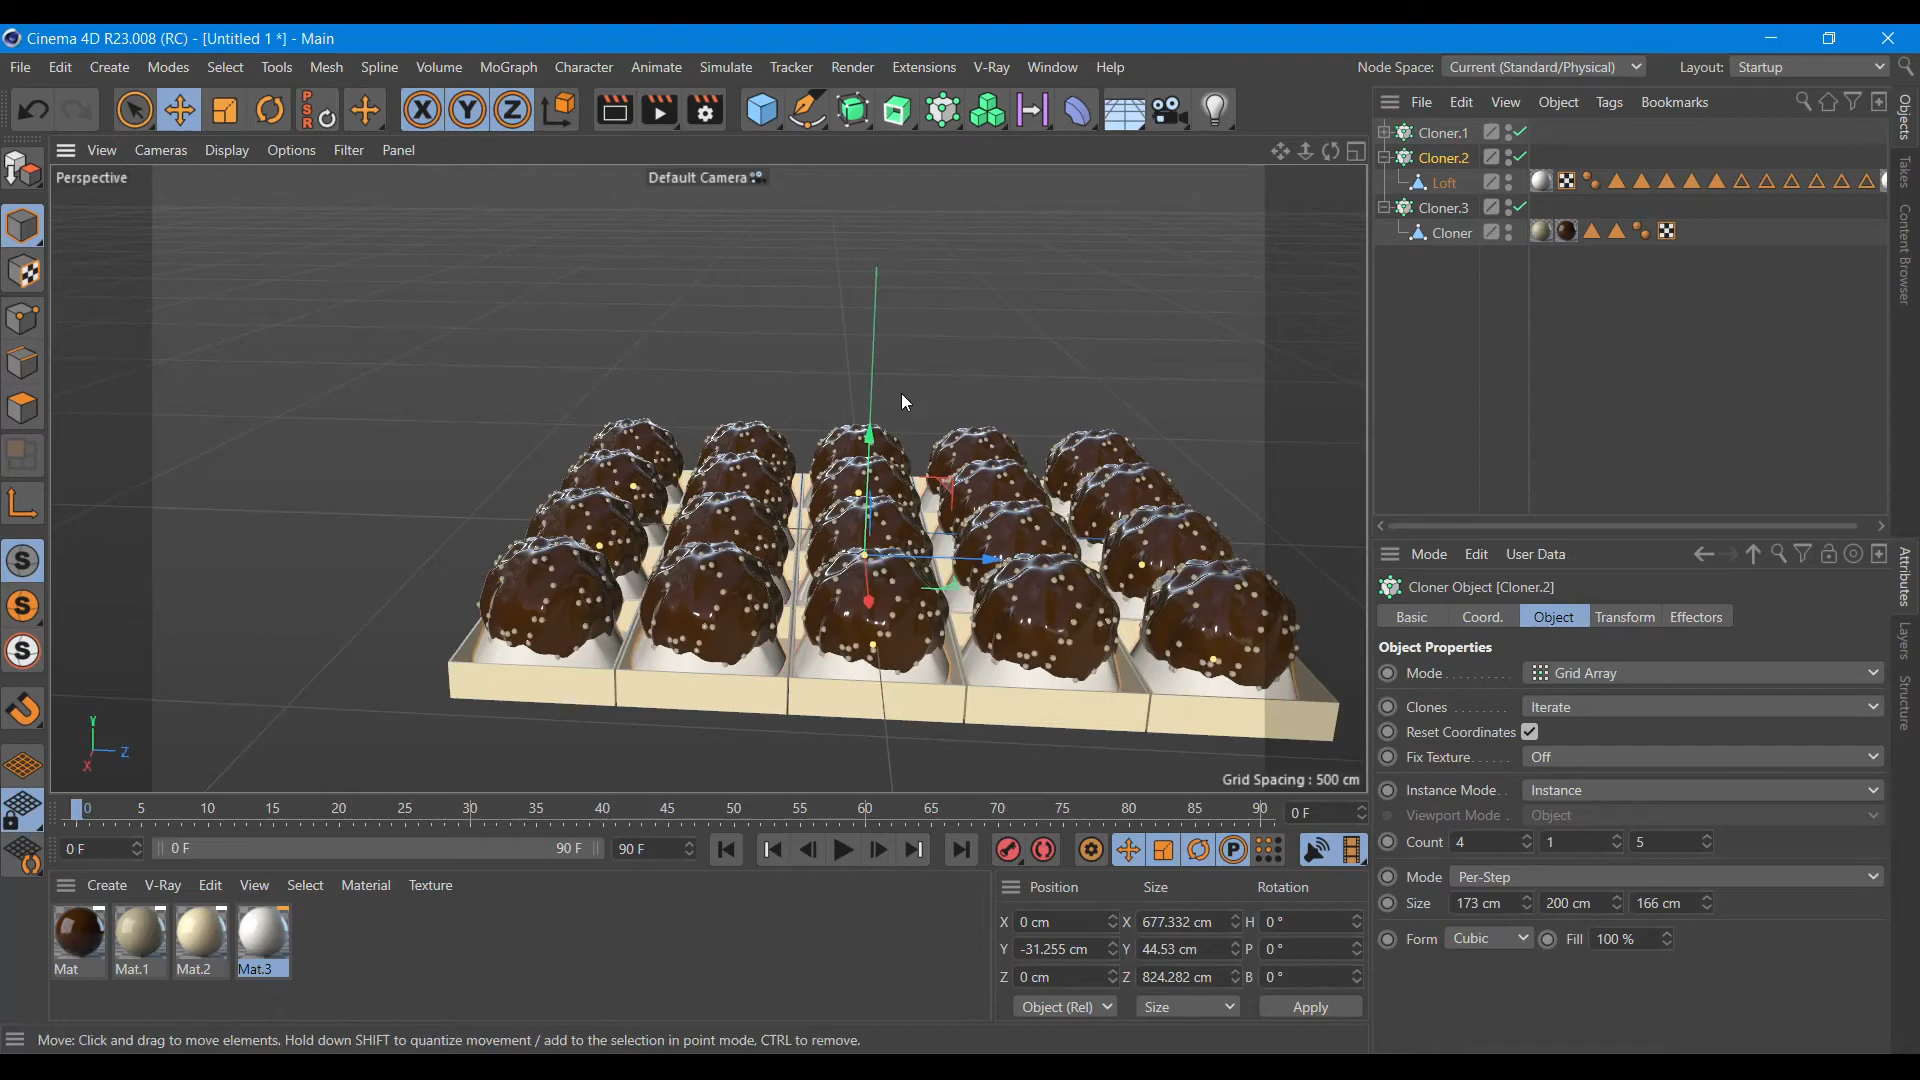 Cinema 4D R23.008 (RC) - [Untitled 1 *] - Main
File Edit Create Modes Select Tools Mesh Spline Volume MoGraph Character Animate Simulate Tracker Render Extensions V-Ray Window Help
Node Space: Current (Standard/Physical) Layout: Startup
X Y Z
PSR
File Edit View Object Tags Bookmarks
View Cameras Display Options Filter Panel
Perspective
Default Camera
Cloner.1
Cloner.2
Loft
Cloner.3
Cloner
Objects
Takes
Content Browser
Mode Edit User Data
Attributes
Layers
Structure
Cloner Object [Cloner.2]
Basic Coord. Object Transform Effectors
Object Properties
Mode Grid Array
Clones Iterate
Reset Coordinates
Fix Texture Off
Instance Mode Instance
Viewport Mode Object
Count 4 1 5
Mode Per-Step
Size 173 cm 200 cm 166 cm
Form Cubic Fill 100 %
Y
Z
X
Grid Spacing : 500 cm
0 5 10 15 20 25 30 35 40 45 50 55 60 65 70 75 80 85 90 0 F
0 F 0 F 90 F 90 F
Create V-Ray Edit View Select Material Texture
Mat Mat.1 Mat.2 Mat.3
Position Size Rotation
X 0 cm X 677.332 cm H 0 °
Y -31.255 cm Y 44.53 cm P 0 °
Z 0 cm Z 824.282 cm B 0 °
Object (Rel) Size Apply
Move: Click and drag to move elements. Hold down SHIFT to quantize movement / add to the selection in point mode, CTRL to remove.